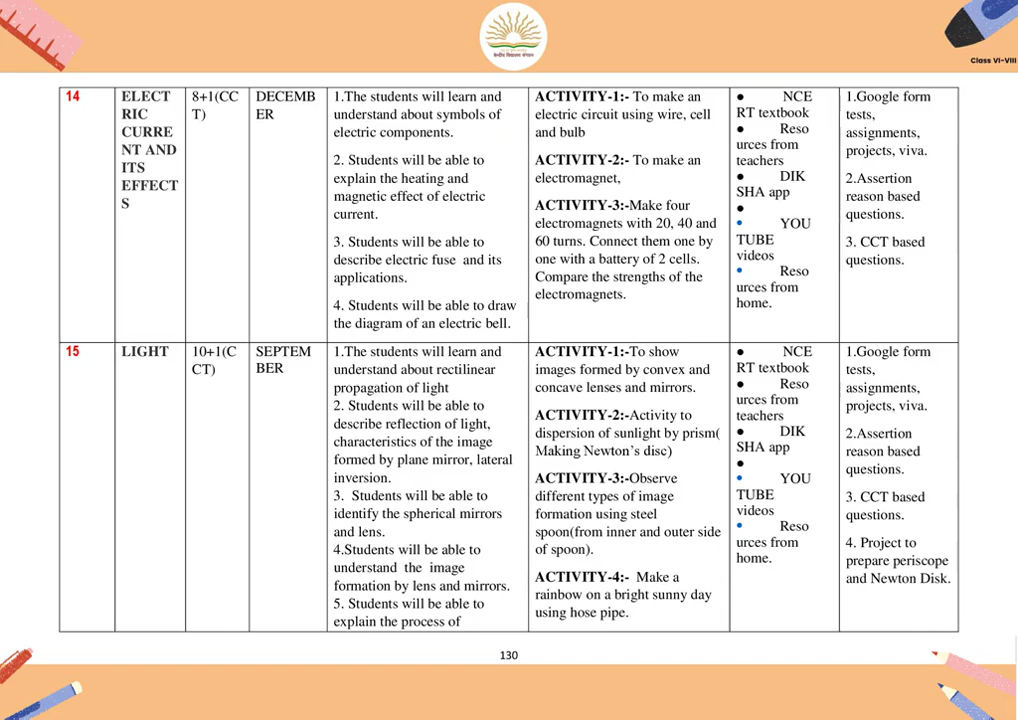 केन्द्रीय विद्यालय संगठन
Class VI-VIII
14
ELECT
RIC
CURRE
NT AND
ITS
EFFECT
S
8+1(CC
T)
DECEMB
ER
1.The students will learn and
understand about symbols of
electric components.
2. Students will be able to
explain the heating and
magnetic effect of electric
current.
3. Students will be able to
describe electric fuse and its
applications.
4. Students will be able to draw
the diagram of an electric bell.
ACTIVITY-1:- To make an
electric circuit using wire, cell
and bulb
ACTIVITY-2:- To make an
electromagnet,
ACTIVITY-3:-Make four
electromagnets with 20, 40 and
60 turns. Connect them one by
one with a battery of 2 cells.
Compare the strengths of the
electromagnets.
● NCE
RT textbook
● Reso
urces from
teachers
● DIK
SHA app
●
• YOU
TUBE
videos
• Reso
urces from
home.
1.Google form
tests,
assignments,
projects, viva.
2.Assertion
reason based
questions.
3. CCT based
questions.
15
LIGHT
10+1(C
CT)
SEPTEM
BER
1.The students will learn and
understand about rectilinear
propagation of light
2. Students will be able to
describe reflection of light,
characteristics of the image
formed by plane mirror, lateral
inversion.
3. Students will be able to
identify the spherical mirrors
and lens.
4.Students will be able to
understand the image
formation by lens and mirrors.
5. Students will be able to
explain the process of
ACTIVITY-1:-To show
images formed by convex and
concave lenses and mirrors.
ACTIVITY-2:-Activity to
dispersion of sunlight by prism(
Making Newton’s disc)
ACTIVITY-3:-Observe
different types of image
formation using steel
spoon(from inner and outer side
of spoon).
ACTIVITY-4:- Make a
rainbow on a bright sunny day
using hose pipe.
● NCE
RT textbook
● Reso
urces from
teachers
● DIK
SHA app
●
• YOU
TUBE
videos
• Reso
urces from
home.
1.Google form
tests,
assignments,
projects, viva.
2.Assertion
reason based
questions.
3. CCT based
questions.
4. Project to
prepare periscope
and Newton Disk.
130